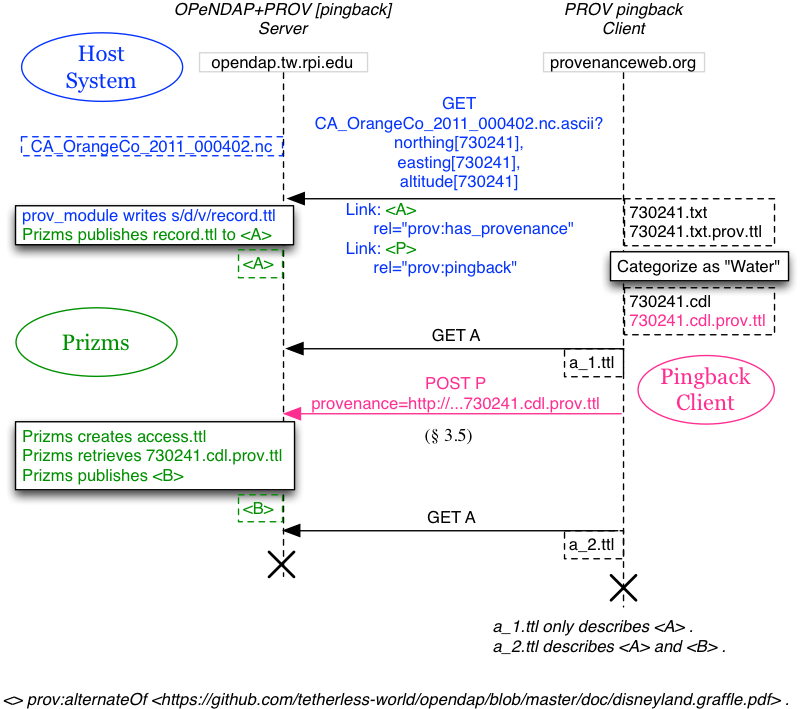 OPeNDAP+PROV [pingback]
Server
PROV pingback
Client
Host
System
opendap.tw.rpi.edu
provenanceweb.org
GET
CA_OrangeCo_2011_000402.nc.ascii?
northing[730241],
easting[730241],
altitude[730241]
CA_OrangeCo_2011_000402.nc
prov_module writes s/d/v/record.ttl
Prizms publishes record.ttl to <A>
Link: <A>
rel="prov:has_provenance"
Link: <P>
rel="prov:pingback"
730241.txt
730241.txt.prov.ttl
<A>
Categorize as "Water"
730241.cdl
730241.cdl.prov.ttl
Prizms
GET A
a_1.ttl
Pingback
Client
POST P
provenance=http://...730241.cdl.prov.ttl
(§ 3.5)
Prizms creates access.ttl
Prizms retrieves 730241.cdl.prov.ttl
Prizms publishes <B>
<B>
GET A
a_2.ttl
a_1.ttl only describes <A> .
a_2.ttl describes <A> and <B> .
<> prov:alternateOf <https://github.com/tetherless-world/opendap/blob/master/doc/disneyland.graffle.pdf> .